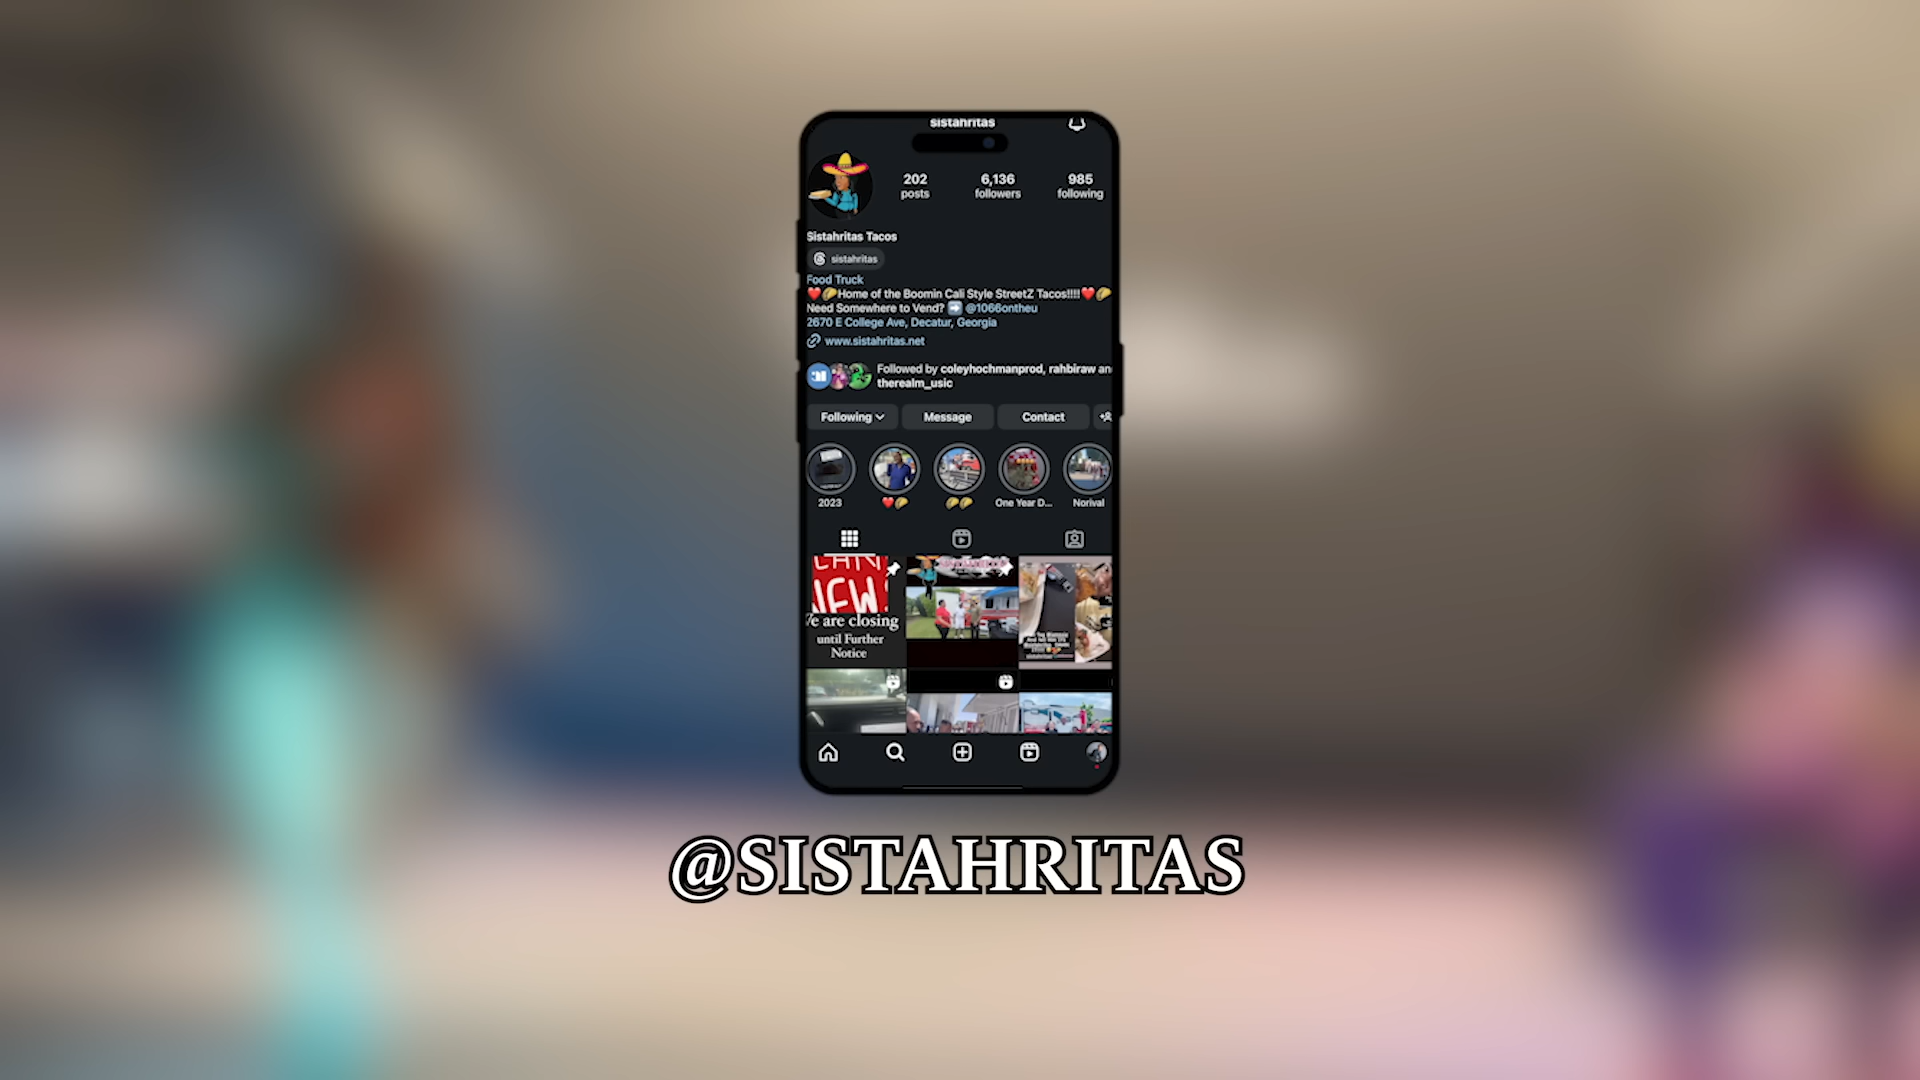 sistahritas
202
posts
6,136
followers
985
following
Sistahritas Tacos
sistahritas
Food Truck
❤️🌮Home of the Boomin Cali Style StreetZ Tacos!!!!❤️🌮
Need Somewhere to Vend? ➡️ @1066ontheu
2670 E College Ave, Decatur, Georgia
www.sistahritas.net
Followed by coleyhochmanprod, rahbiraw an
therealm_usic
Following
Message
Contact
2023
❤️🌮
🌮🌮
One Year D...
Norival
We are closing
until Further
Notice
@SISTAHRITAS